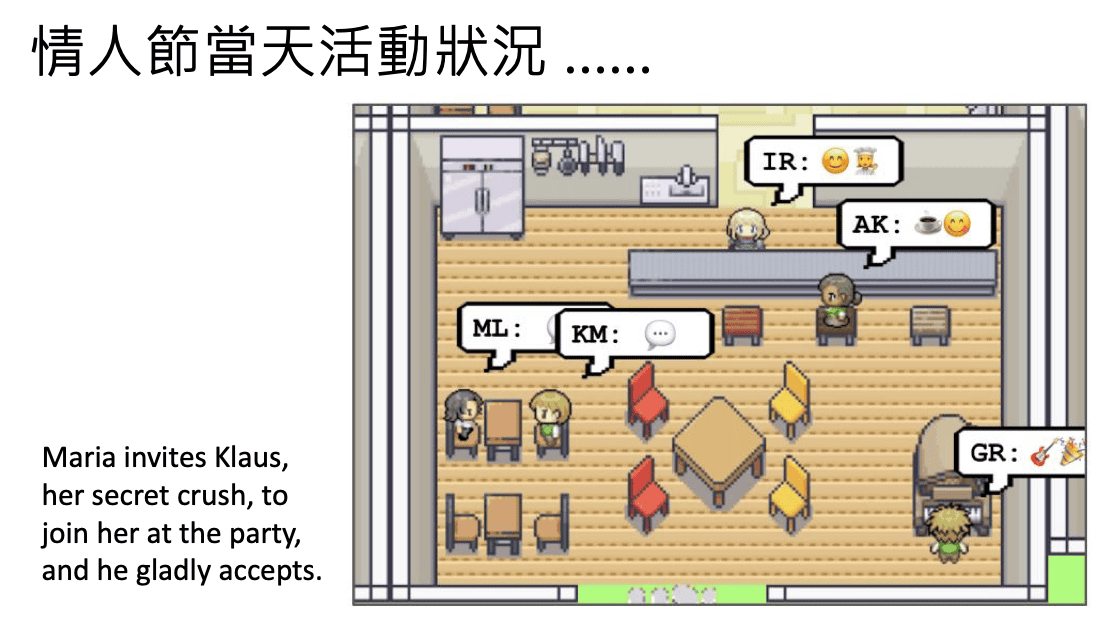 情人節當天活動狀況 ......
IR: 😊👩‍🍳
AK: ☕😋
ML:
KM: 💬
GR: 🎸🎉
Maria invites Klaus,
her secret crush, to
join her at the party,
and he gladly accepts.